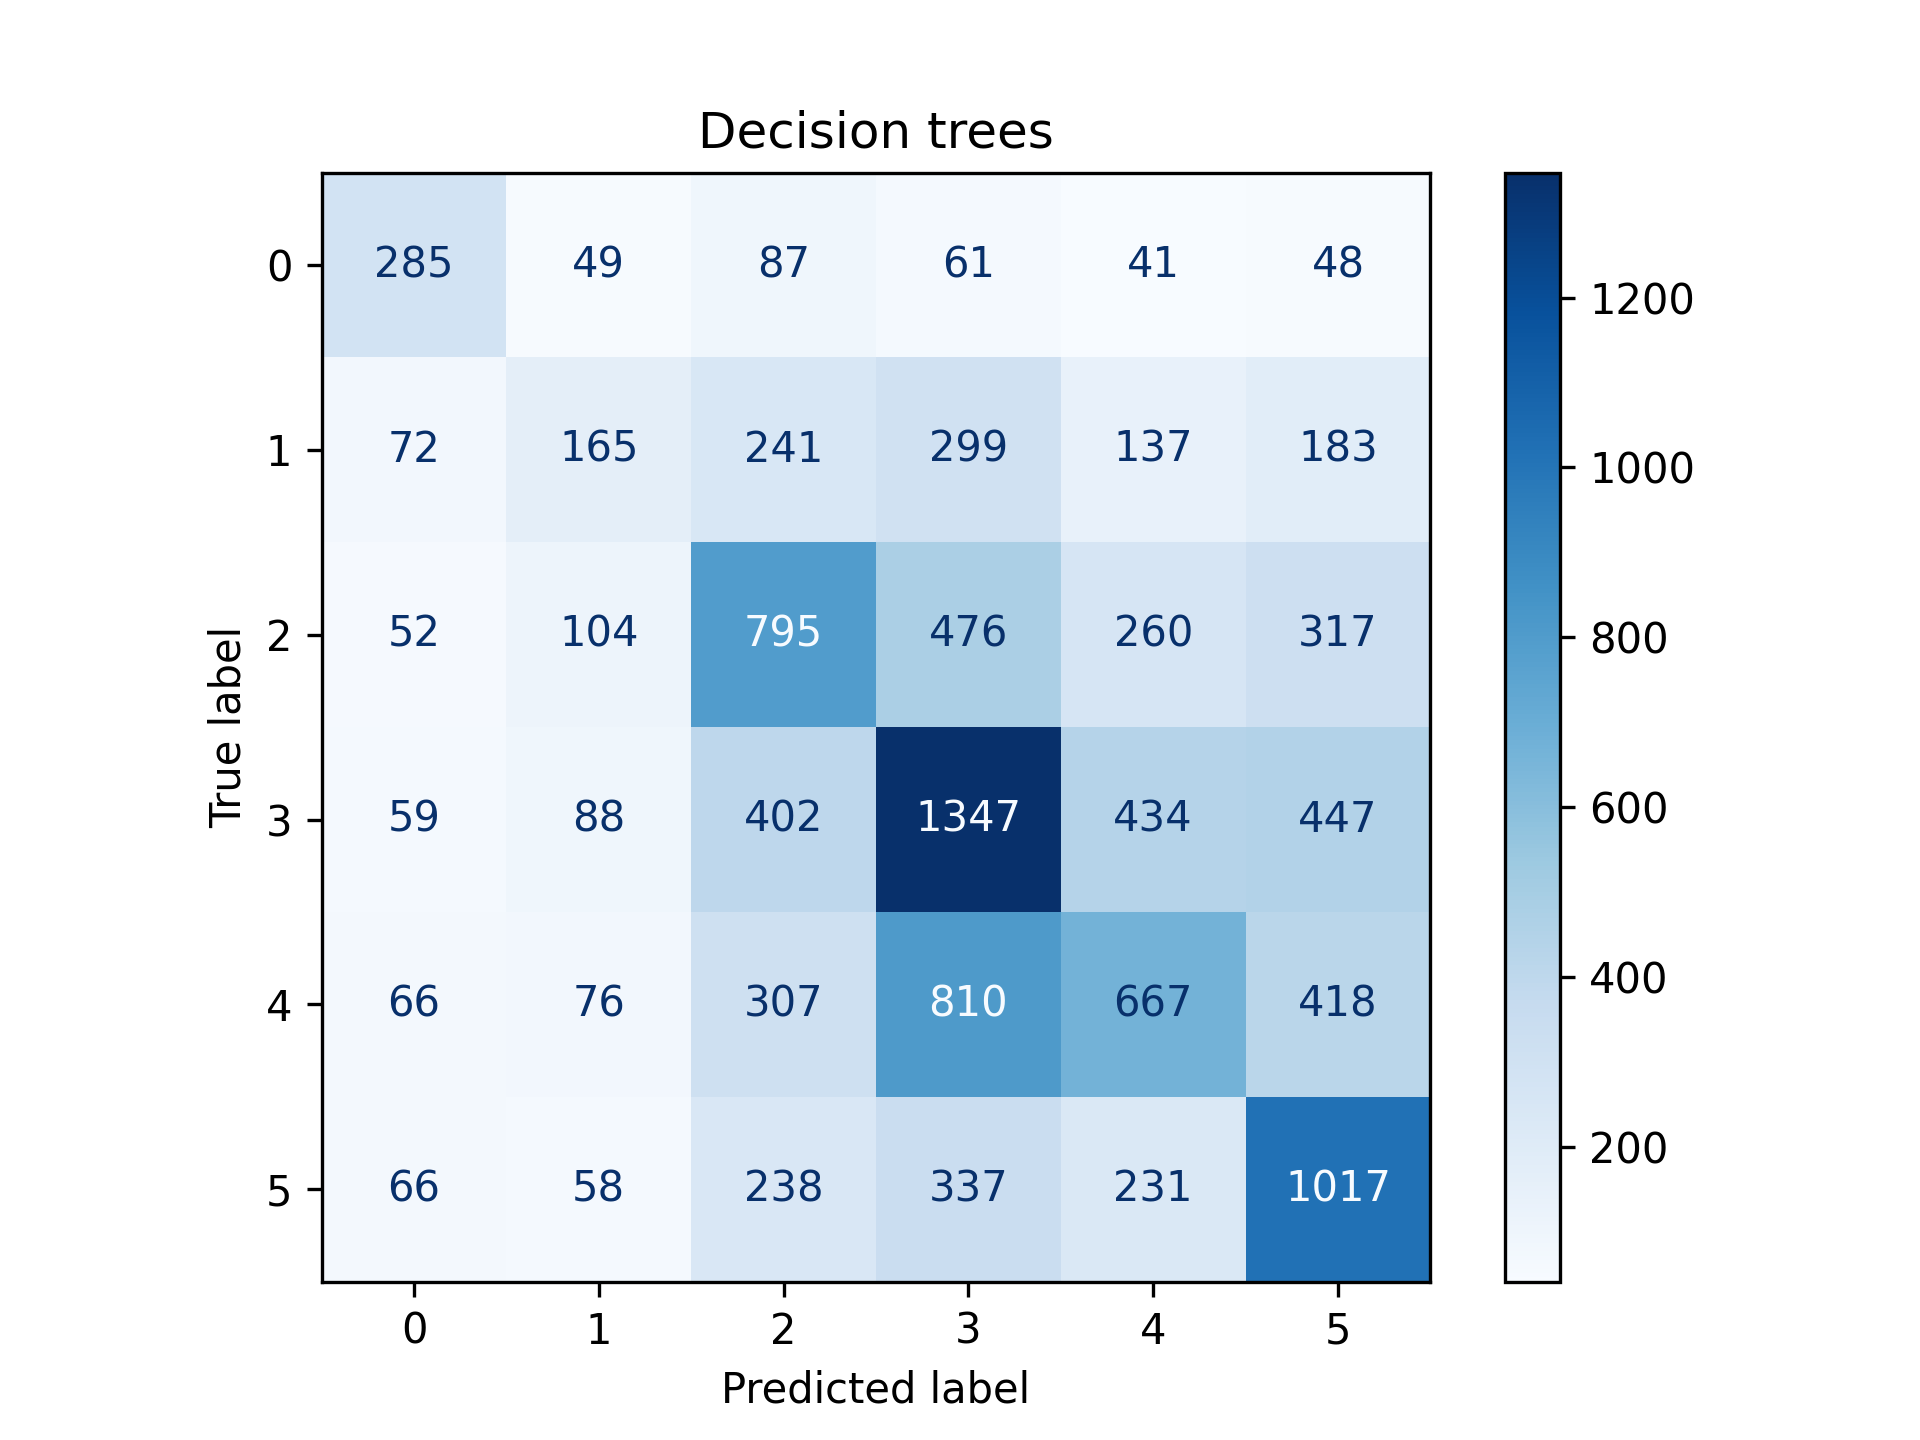 Decision trees
0 285 49 87 61 41 48
1 72 165 241 299 137 183
2 52 104 795 476 260 317
3 59 88 402 1347 434 447
4 66 76 307 810 667 418
5 66 58 238 337 231 1017
0 1 2 3 4 5
Predicted label
True label
1200
1000
800
600
400
200